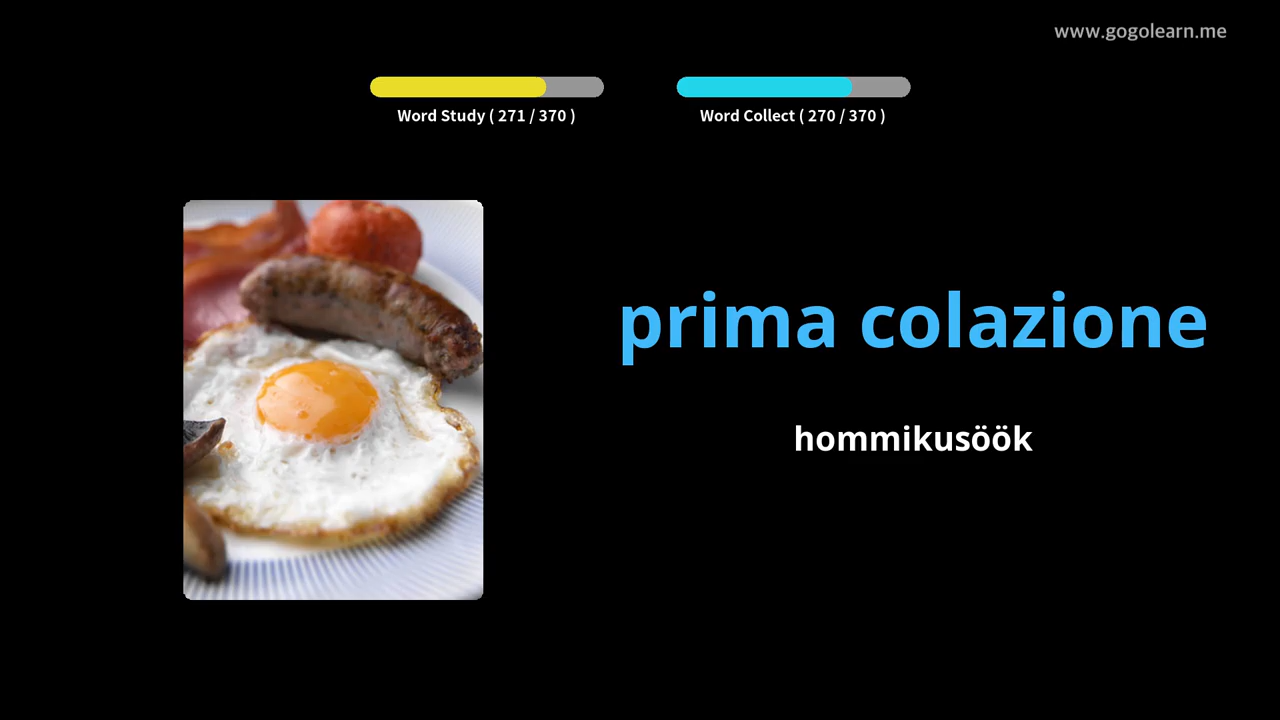 www.gogolearn.me
Word Study ( 271 / 370 )
Word Collect ( 270 / 370 )
prima colazione
hommikusöök